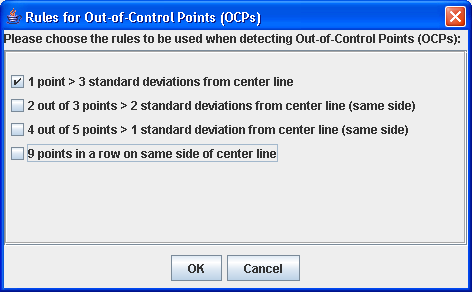 Rules for Out-of-Control Points (OCPs)
Please choose the rules to be used when detecting Out-of-Control Points (OCPs):
1 point > 3 standard deviations from center line
2 out of 3 points > 2 standard deviations from center line (same side)
4 out of 5 points > 1 standard deviation from center line (same side)
9 points in a row on same side of center line
OK Cancel